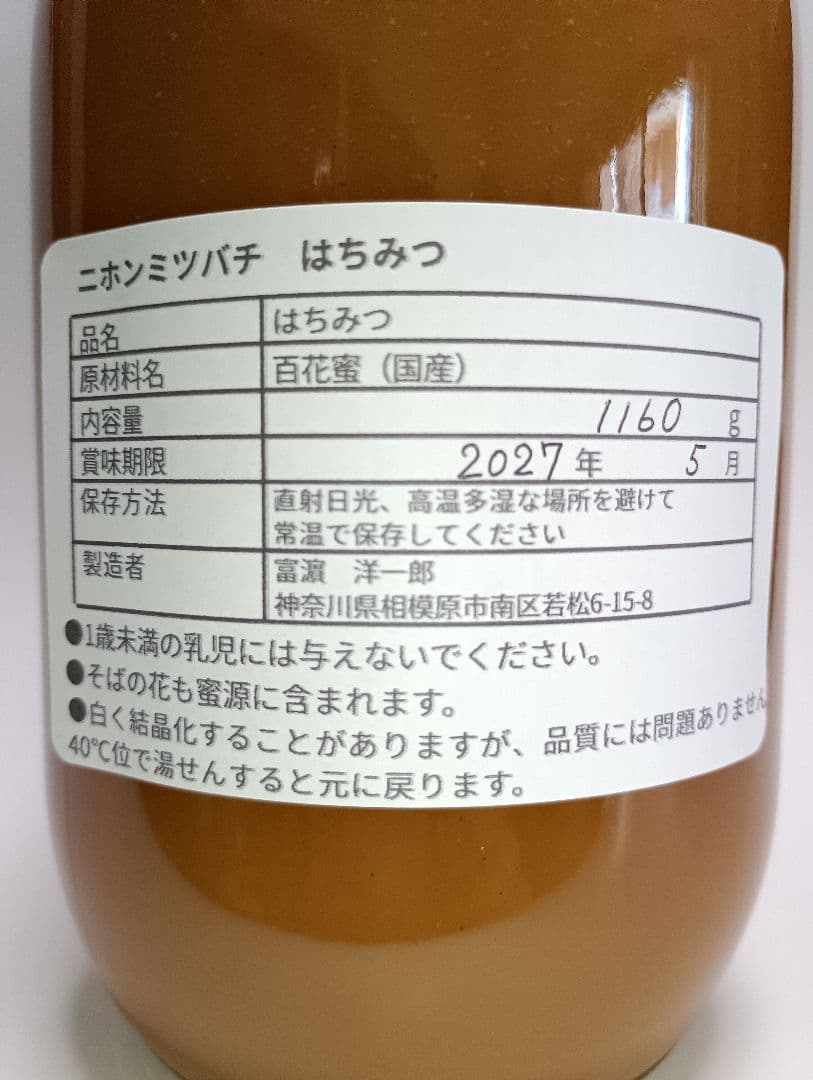 ニホンミツバチ　はちみつ
品名 はちみつ
原材料名 百花蜜（国産）
内容量 1160 g
賞味期限 2027年 5月
保存方法 直射日光、高温多湿な場所を避けて
常温で保存してください
製造者 富濵　洋一郎
神奈川県相模原市南区若松6-15-8
●1歳未満の乳児には与えないでください。
●そばの花も蜜源に含まれます。
●白く結晶化することがありますが、品質には問題ありません
40℃位で湯せんすると元に戻ります。